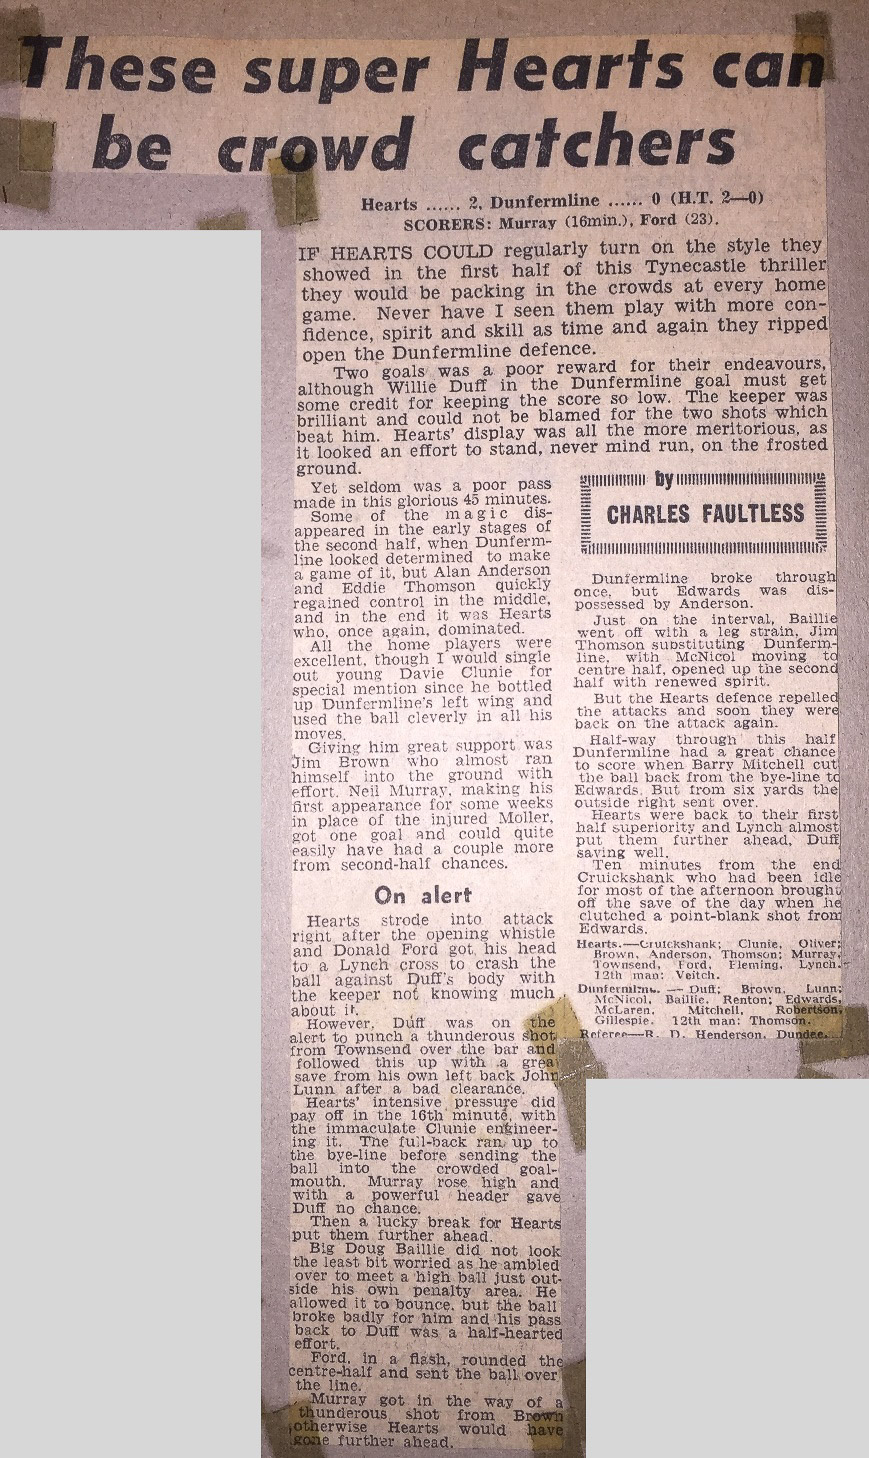 These super Hearts can
be crowd catchers
Hearts ...... 2, Dunfermline ...... 0 (H.T. 2—0)
SCORERS: Murray (16min.), Ford (23).
IF HEARTS COULD regularly turn on the style they
showed in the first half of this Tynecastle thriller
they would be packing in the crowds at every home
game. Never have I seen them play with more con-
fidence, spirit and skill as time and again they ripped
open the Dunfermline defence.
Two goals was a poor reward for their endeavours,
although Willie Duff in the Dunfermline goal must get
some credit for keeping the score so low. The keeper was
brilliant and could not be blamed for the two shots which
beat him. Hearts' display was all the more meritorious, as
it looked an effort to stand, never mind run, on the frosted
ground.
Yet seldom was a poor pass
made in this glorious 45 minutes.
Some of the magic dis-
appeared in the early stages of
the second half, when Dunferm-
line looked determined to make
a game of it, but Alan Anderson
and Eddie Thomson quickly
regained control in the middle,
and in the end it was Hearts
who, once again, dominated.
All the home players were
excellent, though I would single
out young Davie Clunie for
special mention since he bottled
up Dunfermline's left wing and
used the ball cleverly in all his
moves.
Giving him great support was
Jim Brown who almost ran
himself into the ground with
effort. Neil Murray, making his
first appearance for some weeks
in place of the injured Moller,
got one goal and could quite
easily have had a couple more
from second-half chances.
On alert
Hearts strode into attack
right after the opening whistle
and Donald Ford got his head
to a Lynch cross to crash the
ball against Duff's body with
the keeper not knowing much
about it.
However, Duff was on the
alert to punch a thunderous shot
from Townsend over the bar and
followed this up with a grea
save from his own left back John
Lunn after a bad clearance.
Hearts' intensive pressure did
pay off in the 16th minute, with
the immaculate Clunie engineer-
ing it. The full-back ran up to
the bye-line before sending the
ball into the crowded goal-
mouth. Murray rose high and
with a powerful header gave
Duff no chance.
Then a lucky break for Hearts
put them further ahead.
Big Doug Baillie did not look
the least bit worried as he ambled
over to meet a high ball just out-
side his own penalty area. He
allowed it to bounce, but the ball
broke badly for him and his pass
back to Duff was a half-hearted
effort.
Ford, in a flash, rounded the
centre-half and sent the ball over
the line.
Murray got in the way of a
thunderous shot from Brown
otherwise Hearts would have
gone further ahead.
by
CHARLES FAULTLESS
Dunfermline broke through
once, but Edwards was dis-
possessed by Anderson.
Just on the interval, Baillie
went off with a leg strain, Jim
Thomson substituting Dunferm-
line, with McNicol moving to
centre half, opened up the second
half with renewed spirit.
But the Hearts defence repelled
the attacks and soon they were
back on the attack again.
Half-way through this half
Dunfermline had a great chance
to score when Barry Mitchell cut
the ball back from the bye-line to
Edwards. But from six yards the
outside right sent over.
Hearts were back to their first
half superiority and Lynch almost
put them further ahead, Duff
saving well.
Ten minutes from the end
Cruickshank who had been idle
for most of the afternoon brought
off the save of the day when he
clutched a point-blank shot from
Edwards.
Hearts.—Cruickshank; Clunie, Oliver;
Brown, Anderson, Thomson; Murray,
Townsend, Ford, Fleming, Lynch.
12th man: Veitch.
Dunfermline. — Duff; Brown, Lunn;
McNicol, Baillie, Renton; Edwards,
McLaren, Mitchell, Robertson,
Gillespie. 12th man: Thomson.
Referee—R. D. Henderson, Dundee.